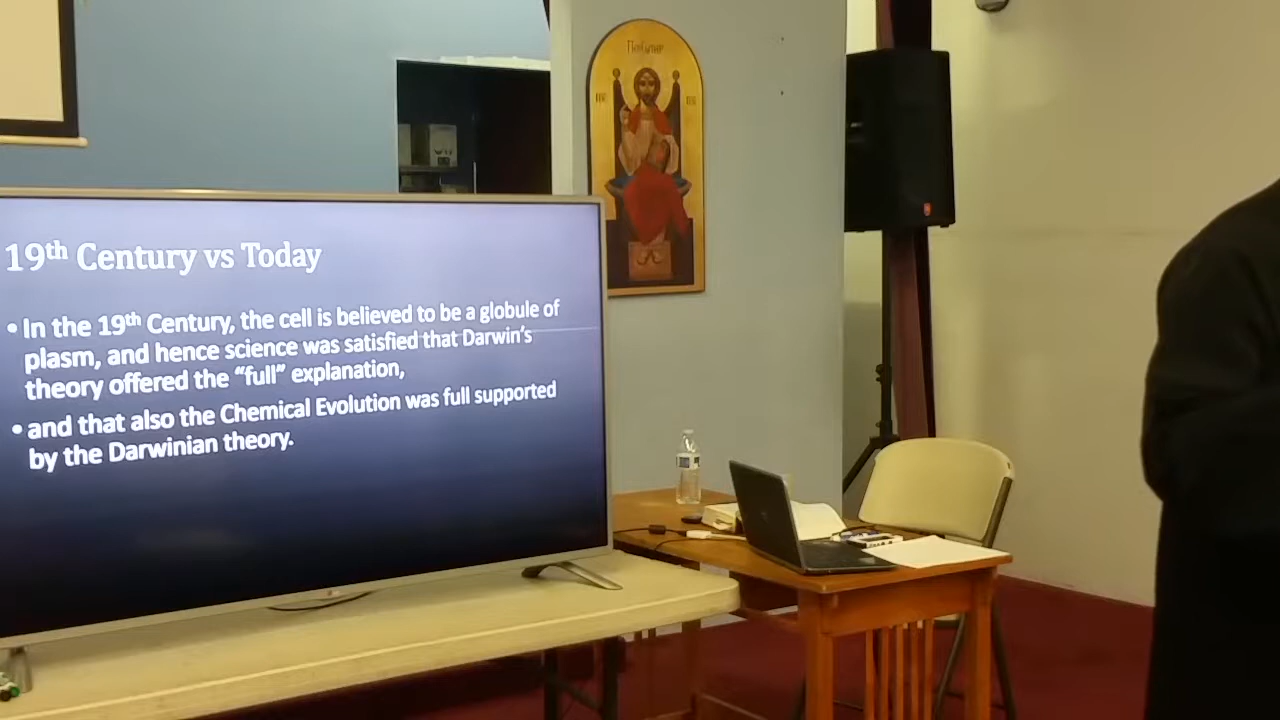 19th Century vs Today
• In the 19th Century, the cell is believed to be a globule of
plasm, and hence science was satisfied that Darwin's
theory offered the “full” explanation,
• and that also the Chemical Evolution was full supported
by the Darwinian theory.